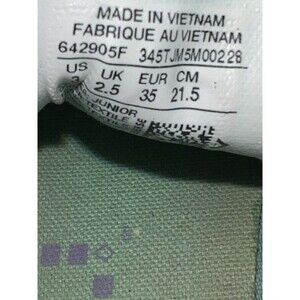 MADE IN VIETNAM
FABRIQUE AU VIETNAM
642905F 345TJM5M00228
US UK EUR CM
3 2.5 35 21.5
JUNIOR
TEXTILE